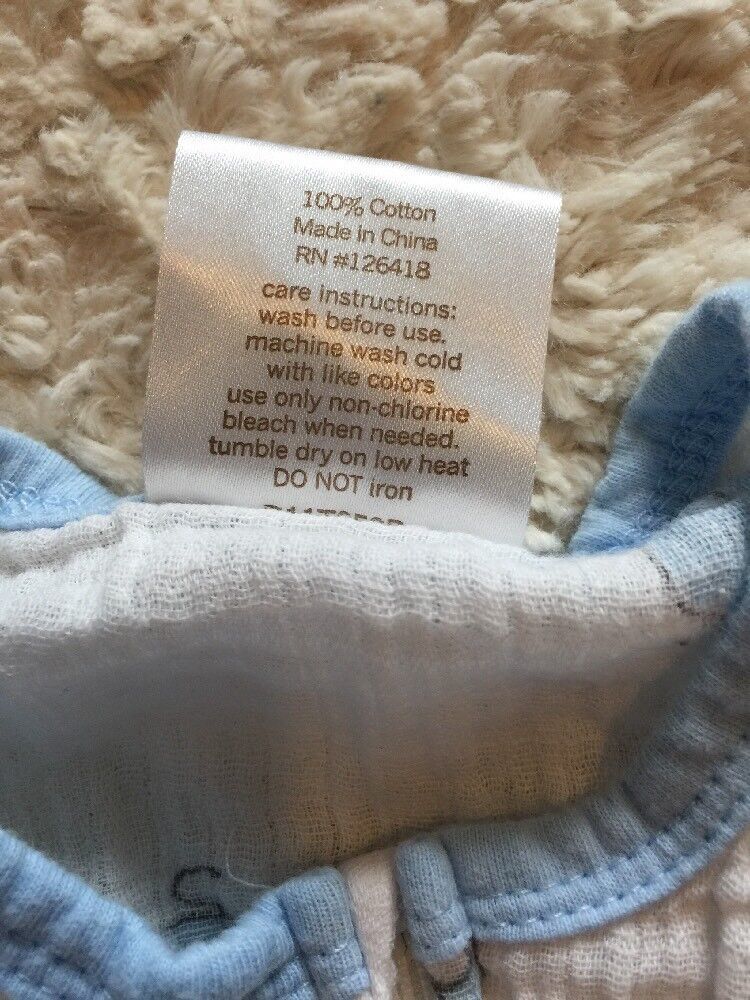 100% Cotton
Made In China
RN #126418
care instructions:
wash before use.
machine wash cold
with like colors
use only non-chlorine
bleach when needed.
tumble dry on low heat
DO NOT iron